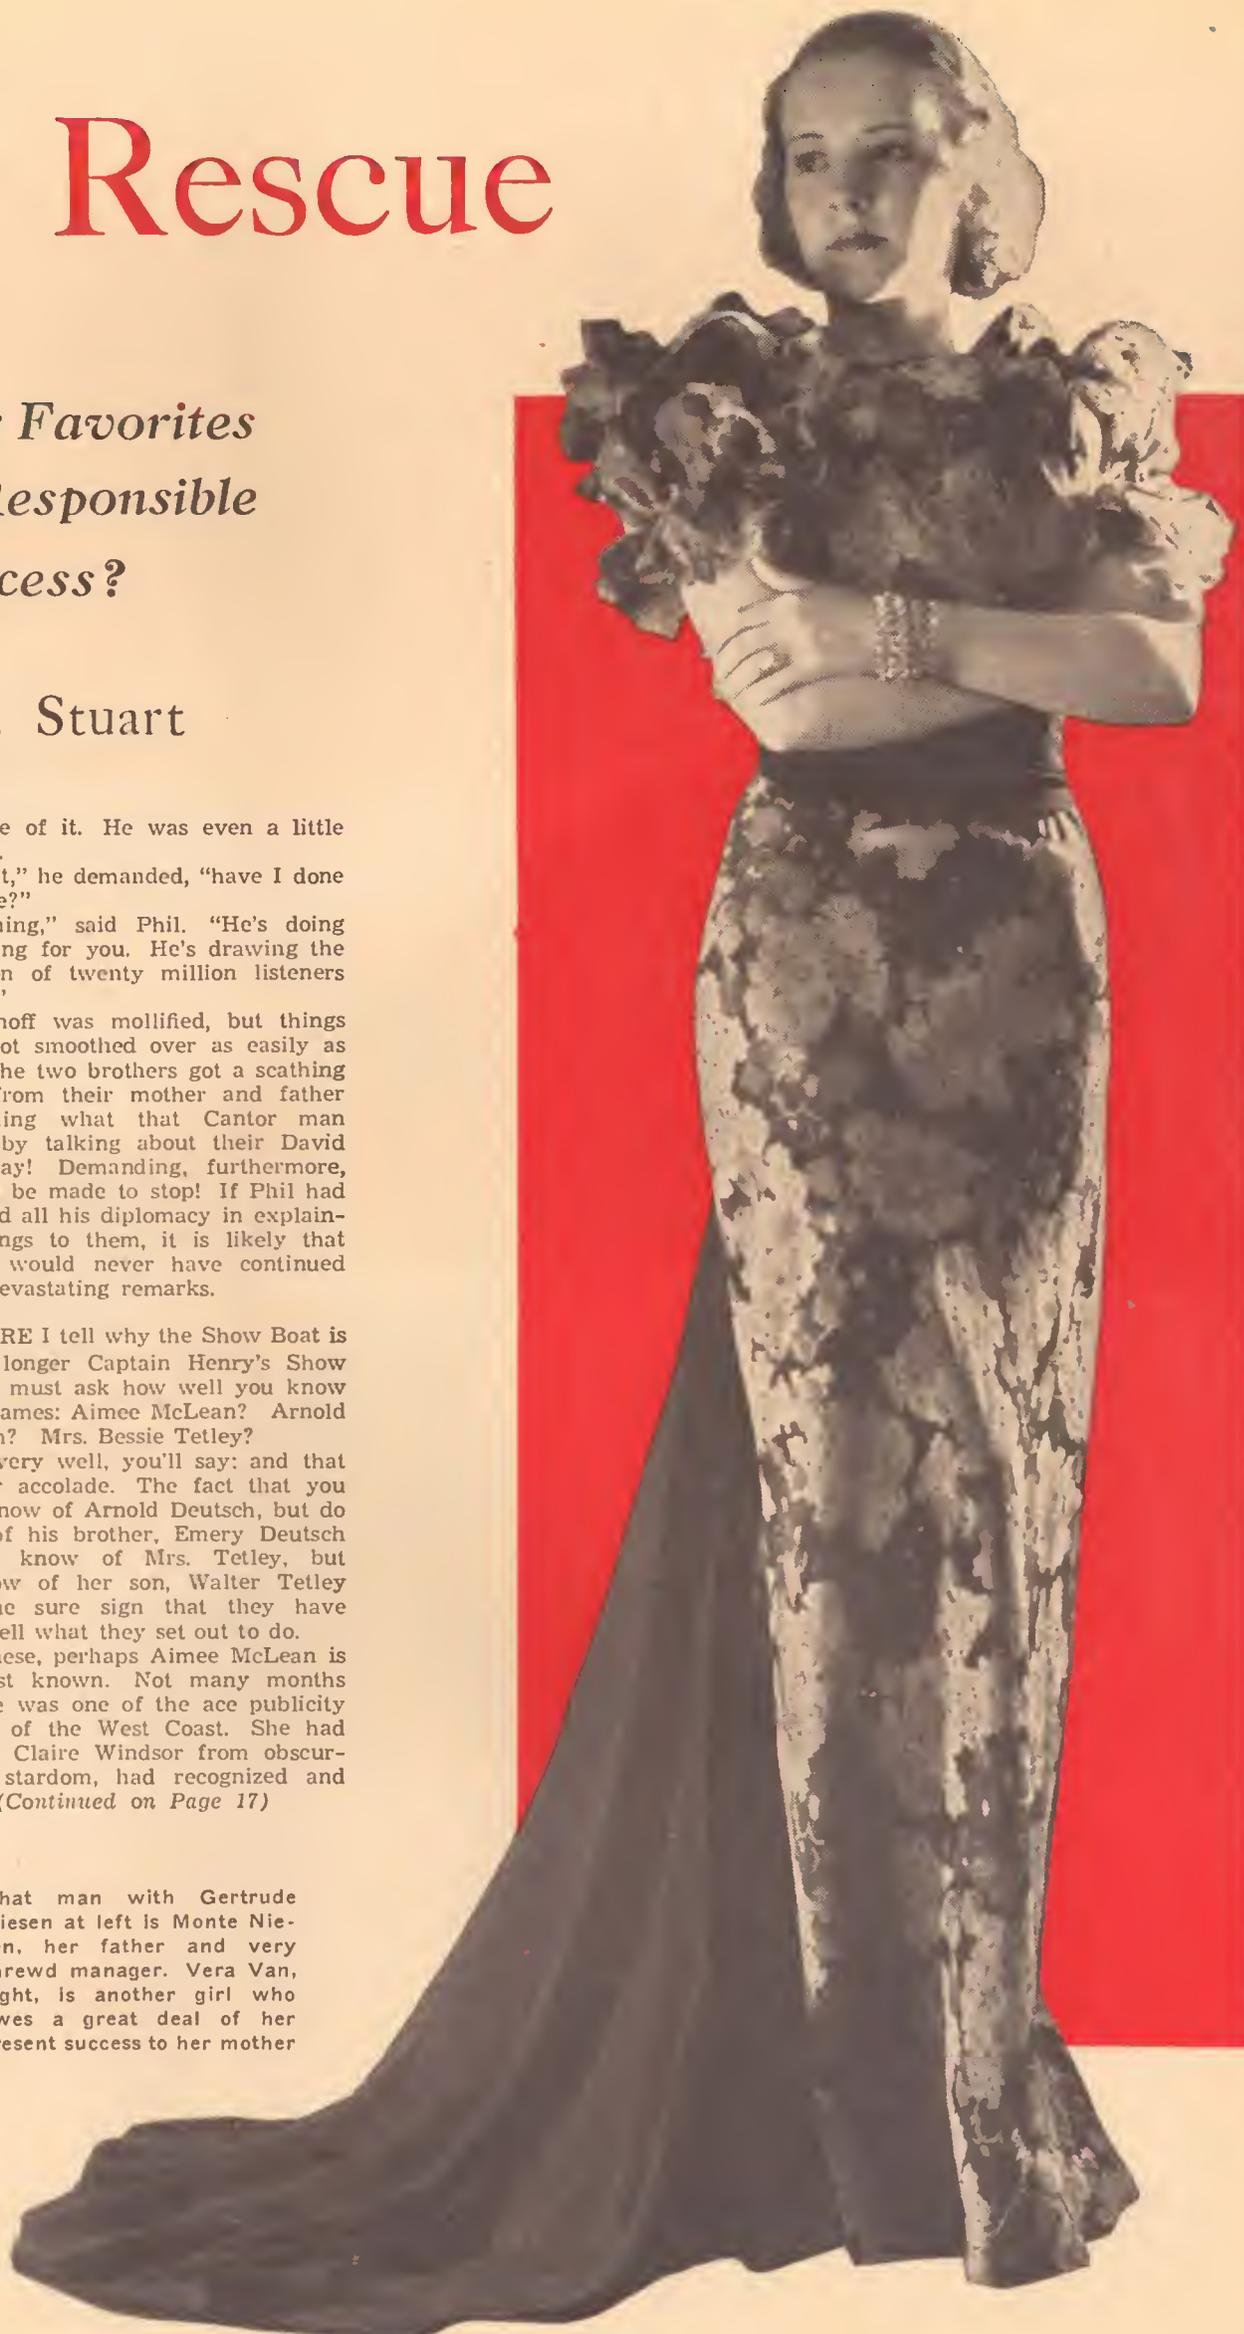 Rescue
Favorites
esponsible
cess?
Stuart
e of it. He was even a little
.
t,” he demanded, “have I done
e?”
ning,” said Phil. “He's doing
ng for you. He's drawing the
n of twenty million listeners
’
noff was mollified, but things
ot smoothed over as easily as
he two brothers got a scathing
from their mother and father
ing what that Cantor man
by talking about their David
ay! Demanding, furthermore,
be made to stop! If Phil had
d all his diplomacy in explain-
ngs to them, it is likely that
would never have continued
evastating remarks.
RE I tell why the Show Boat is
longer Captain Henry's Show
must ask how well you know
ames: Aimee McLean? Arnold
n? Mrs. Bessie Tetley?
very well, you'll say: and that
r accolade. The fact that you
now of Arnold Deutsch, but do
of his brother, Emery Deutsch
know of Mrs. Tetley, but
ow of her son, Walter Tetley
ne sure sign that they have
ell what they set out to do.
hese, perhaps Aimee McLean is
st known. Not many months
e was one of the ace publicity
of the West Coast. She had
Claire Windsor from obscur-
stardom, had recognized and
(Continued on Page 17)
hat man with Gertrude
iesen at left is Monte Nie-
n, her father and very
hrewd manager. Vera Van,
ght, is another girl who
wes a great deal of her
resent success to her mother